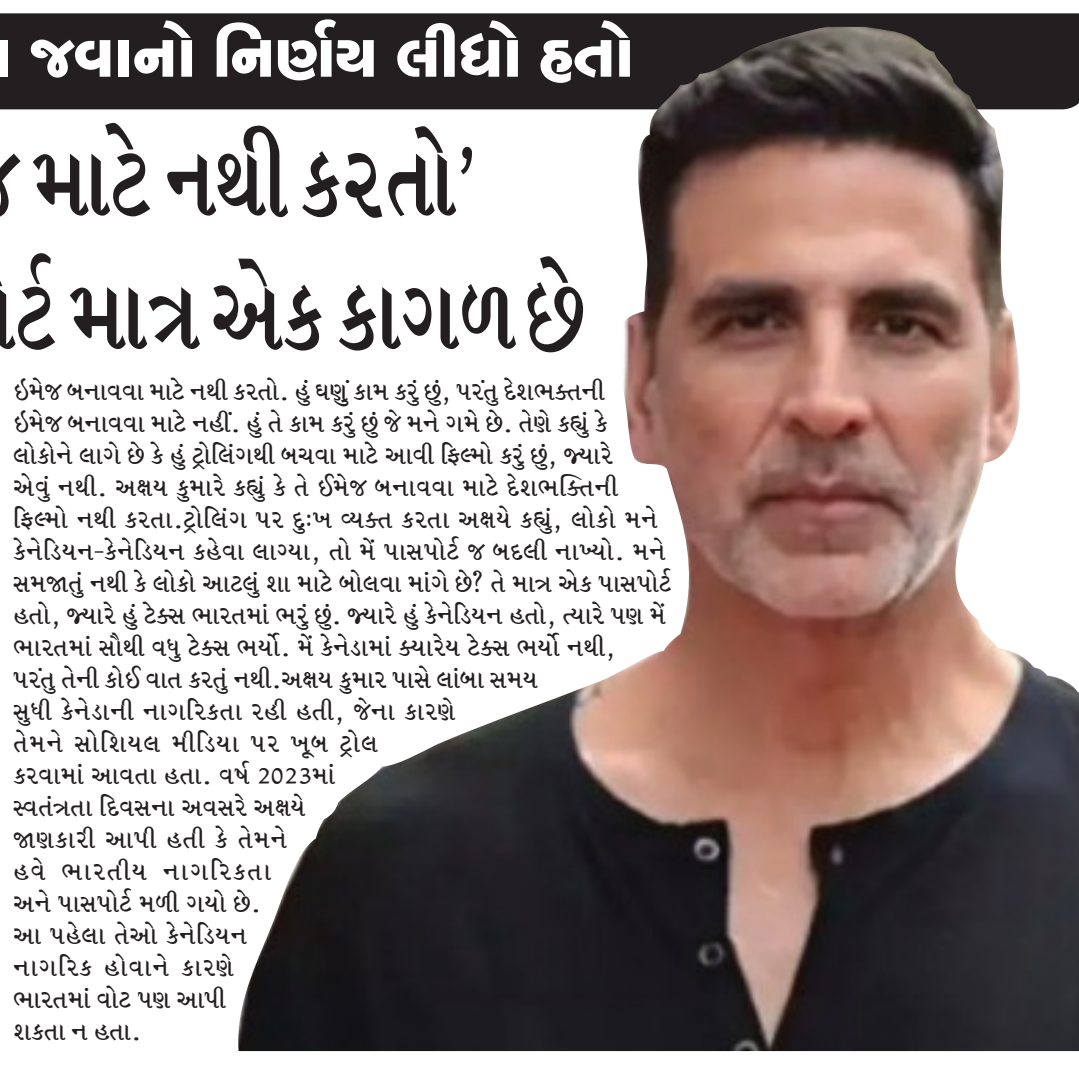 જવાનો નિર્ણય લીધો હતો
માટે નથી કરતો’
માત્ર એક કાગળ છે
ઇમેજ બનાવવા માટે નથી કરતો. હું ઘણું કામ કરું છું, પરંતુ દેશભક્તની
ઇમેજ બનાવવા માટે નહીં. હું તે કામ કરું છું જે મને ગમે છે. તેણે કહ્યું કે
લોકોને લાગે છે કે હું ટ્રોલિંગથી બચવા માટે આવી ફિલ્મો કરું છું, જ્યારે
એવું નથી. અક્ષય કુમારે કહ્યું કે તે ઈમેજ બનાવવા માટે દેશભક્તિની
ફિલ્મો નથી કરતા.ટ્રોલિંગ પર દુઃખ વ્યક્ત કરતા અક્ષયે કહ્યું, લોકો મને
કેનેડિયન-કેનેડિયન કહેવા લાગ્યા, તો મેં પાસપોર્ટ જ બદલી નાખ્યો. મને
સમજાતું નથી કે લોકો આટલું શા માટે બોલવા માંગે છે? તે માત્ર એક પાસપોર્ટ
હતો, જ્યારે હું ટેક્સ ભારતમાં ભરું છું. જ્યારે હું કેનેડિયન હતો, ત્યારે પણ મેં
ભારતમાં સૌથી વધુ ટેક્સ ભર્યો. મેં કેનેડામાં ક્યારેય ટેક્સ ભર્યો નથી,
પરંતુ તેની કોઈ વાત કરતું નથી.અક્ષય કુમાર પાસે લાંબા સમય
સુધી કેનેડાની નાગરિકતા રહી હતી, જેના કારણે
તેમને સોશિયલ મીડિયા પર ખૂબ ટ્રોલ
કરવામાં આવતા હતા. વર્ષ 2023માં
સ્વતંત્રતા દિવસના અવસરે અક્ષયે
જાણકારી આપી હતી કે તેમને
હવે ભારતીય નાગરિકતા
અને પાસપોર્ટ મળી ગયો છે.
આ પહેલા તેઓ કેનેડિયન
નાગરિક હોવાને કારણે
ભારતમાં વોટ પણ આપી
શકતા ન હતા.